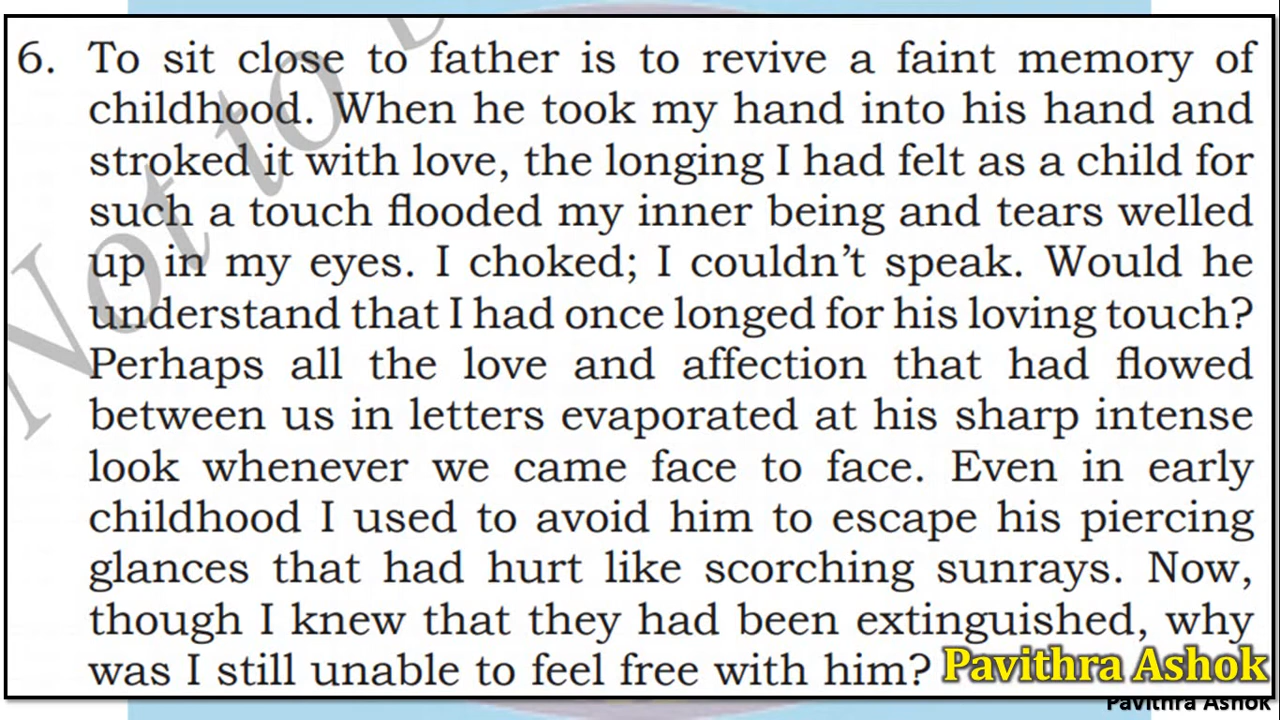 6. To sit close to father is to revive a faint memory of
childhood. When he took my hand into his hand and
stroked it with love, the longing I had felt as a child for
such a touch flooded my inner being and tears welled
up in my eyes. I choked; I couldn’t speak. Would he
understand that I had once longed for his loving touch?
Perhaps all the love and affection that had flowed
between us in letters evaporated at his sharp intense
look whenever we came face to face. Even in early
childhood I used to avoid him to escape his piercing
glances that had hurt like scorching sunrays. Now,
though I knew that they had been extinguished, why
was I still unable to feel free with him?
Pavithra Ashok
Pavithra Ashok
Not to